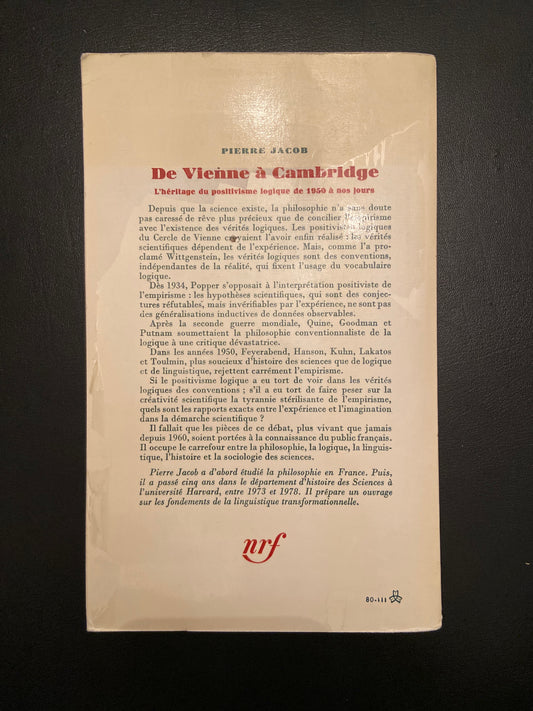 PIERRE JACOB
De Vienne à Cambridge
L'héritage du positivisme logique de 1950 à nos jours
Depuis que la science existe, la philosophie n'a sans doute
pas caressé de rêve plus précieux que de concilier l'empirisme
avec l'existence des vérités logiques. Les positivistes logiques
du Cercle de Vienne croyaient l'avoir enfin réalisé : les vérités
scientifiques dépendent de l'expérience. Mais, comme l'a pro-
clamé Wittgenstein, les vérités logiques sont des conventions,
indépendantes de la réalité, qui fixent l'usage du vocabulaire
logique.
Dès 1934, Popper s'opposait à l'interprétation positiviste de
l'empirisme : les hypothèses scientifiques, qui sont des conjec-
tures réfutables, mais invérifiables par l'expérience, ne sont pas
des généralisations inductives de données observables.
Après la seconde guerre mondiale, Quine, Goodman et
Putnam soumettaient la philosophie conventionnaliste de la
logique à une critique dévastatrice.
Dans les années 1950, Feyerabend, Hanson, Kuhn, Lakatos
et Toulmin, plus soucieux d'histoire des sciences que de logique
et de linguistique, rejettent carrément l'empirisme.
Si le positivisme logique a eu tort de voir dans les vérités
logiques des conventions ; s'il a eu tort de faire peser sur la
créativité scientifique la tyrannie stérilisante de l'empirisme,
quels sont les rapports exacts entre l'expérience et l'imagination
dans la démarche scientifique ?
Il fallait que les pièces de ce débat, plus vivant que jamais
depuis 1960, soient portées à la connaissance du public français.
Il occupe le carrefour entre la philosophie, la logique, la linguis-
tique, l'histoire et la sociologie des sciences.
Pierre Jacob a d'abord étudié la philosophie en France. Puis,
il a passé cinq ans dans le département d'histoire des Sciences à
l'université Harvard, entre 1973 et 1978. Il prépare un ouvrage
sur les fondements de la linguistique transformationnelle.
nrf
80-III